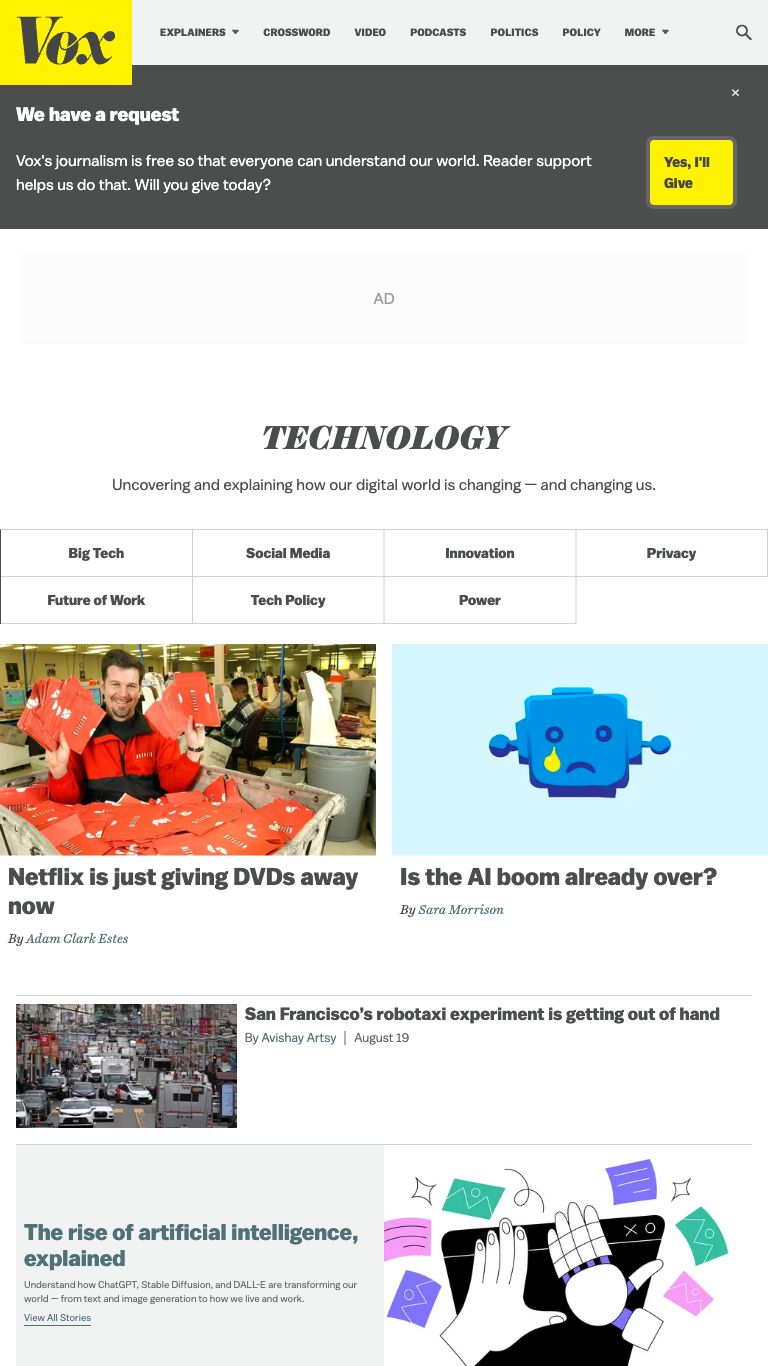 Vox
EXPLAINERS
CROSSWORD
VIDEO
PODCASTS
POLITICS
POLICY
MORE
We have a request
Vox's journalism is free so that everyone can understand our world. Reader support
helps us do that. Will you give today?
×
Yes, I'll
Give
AD
TECHNOLOGY
Uncovering and explaining how our digital world is changing — and changing us.
Big Tech
Social Media
Innovation
Privacy
Future of Work
Tech Policy
Power
NETFLIX
Netflix is just giving DVDs away
now
By Adam Clark Estes
Is the AI boom already over?
By Sara Morrison
San Francisco’s robotaxi experiment is getting out of hand
By Avishay Artsy | August 19
The rise of artificial intelligence,
explained
Understand how ChatGPT, Stable Diffusion, and DALL-E are transforming our
world — from text and image generation to how we live and work.
View All Stories